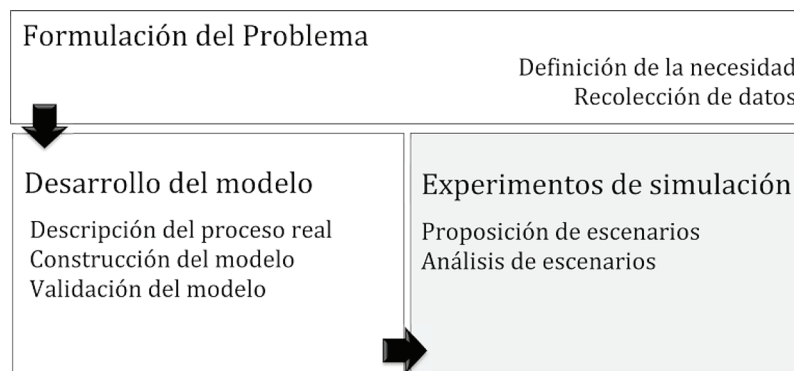 Formulación del Problema
Definición de la necesidad
Recolección de datos
Desarrollo del modelo
Descripción del proceso real
Construcción del modelo
Validación del modelo
Experimentos de simulación
Proposición de escenarios
Análisis de escenarios